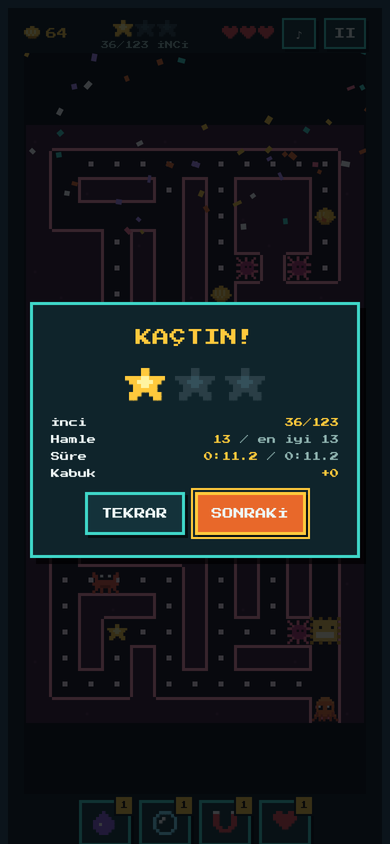 64
36/123 iNCi
♪
II
KAÇTIN!
inci 36/123
Hamle 13 / en iyi 13
Süre 0:11.2 / 0:11.2
Kabuk +0
TEKRAR
SONRAKi
1 1 1 1